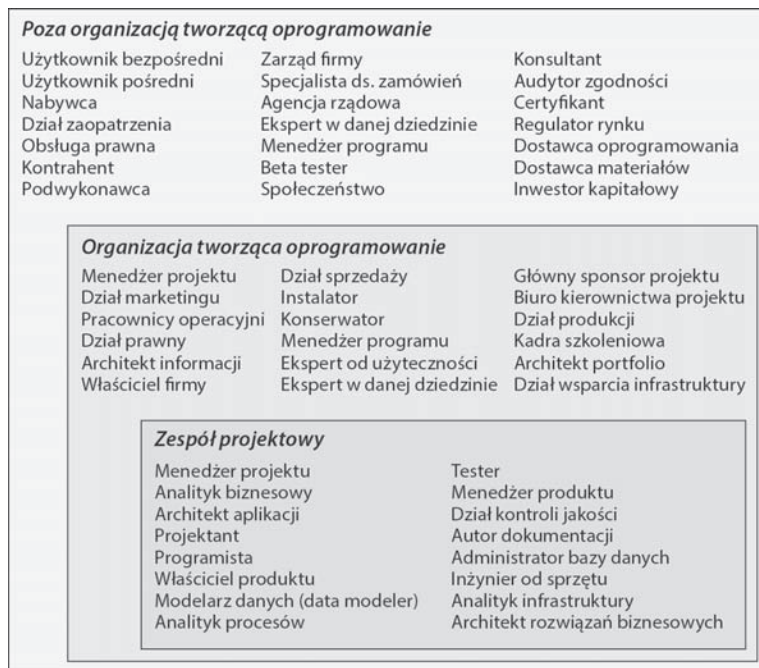 Poza organizacją tworzącą oprogramowanie
Użytkownik bezpośredni Zarząd firmy Konsultant
Użytkownik pośredni Specjalista ds. zamówień Audytor zgodności
Nabywca Agencja rządowa Certyfikant
Dział zaopatrzenia Ekspert w danej dziedzinie Regulator rynku
Obsługa prawna Menedżer programu Dostawca oprogramowania
Kontrahent Beta tester Dostawca materiałów
Podwykonawca Społeczeństwo Inwestor kapitałowy
Organizacja tworząca oprogramowanie
Menedżer projektu Dział sprzedaży Główny sponsor projektu
Dział marketingu Instalator Biuro kierownictwa projektu
Pracownicy operacyjni Konserwator Dział produkcji
Dział prawny Menedżer programu Kadra szkoleniowa
Architekt informacji Ekspert od użyteczności Architekt portfolio
Właściciel firmy Ekspert w danej dziedzinie Dział wsparcia infrastruktury
Zespół projektowy
Menedżer projektu Tester
Analityk biznesowy Menedżer produktu
Architekt aplikacji Dział kontroli jakości
Projektant Autor dokumentacji
Programista Administrator bazy danych
Właściciel produktu Inżynier od sprzętu
Modelarz danych (data modeler) Analityk infrastruktury
Analityk procesów Architekt rozwiązań biznesowych